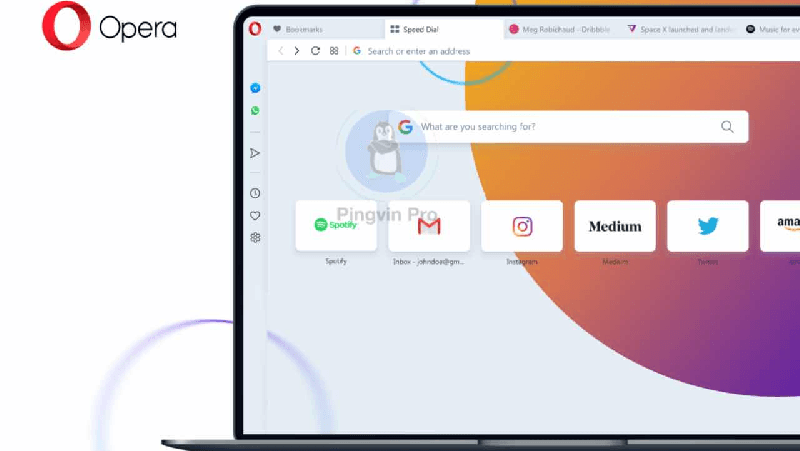 Opera
Bookmarks
Speed Dial
Meg Robichaud - Dribbble
Space X launched and lande
Music for ev
Search or enter an address
What are you searching for?
Pingvin Pro
Spotify
Medium
ama
Spotify
Inbox - johndoe@gm...
Instagram
Medium
Twitter